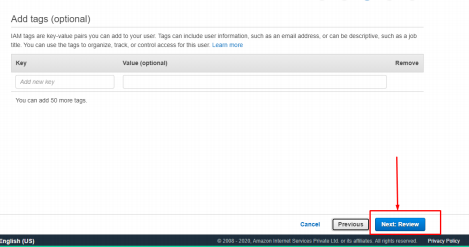 Add tags (optional)
IAM tags are key-value pairs you can add to your user. Tags can include user information, such as an email address, or can be descriptive, such as a job
title. You can use the tags to organize, track, or control access for this user. Learn more
Key Value (optional) Remove
Add new key
You can add 50 more tags.
Cancel Previous Next: Review
English (US) © 2008 - 2020, Amazon Internet Services Private Ltd. or its affiliates. All rights reserved. Privacy Policy